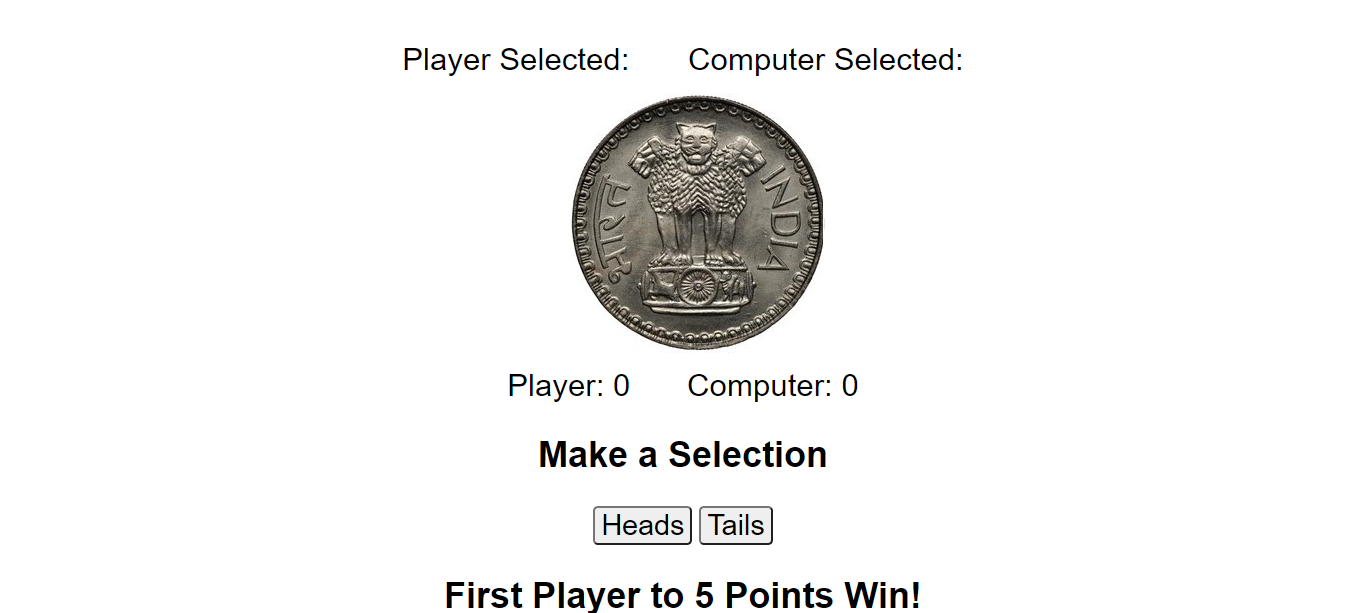 Player Selected: Computer Selected:
भारत
INDIA
Player: 0 Computer: 0
Make a Selection
Heads Tails
First Player to 5 Points Win!